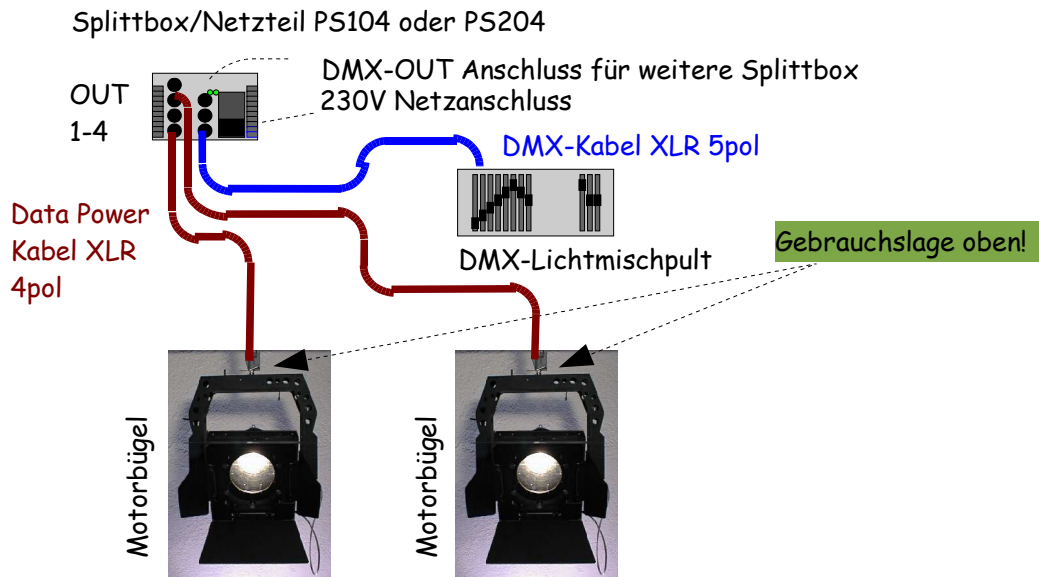 Splittbox/Netzteil PS104 oder PS204
DMX-OUT Anschluss für weitere Splittbox
230V Netzanschluss
OUT
1-4
DMX-Kabel XLR 5pol
Data Power
Kabel XLR
4pol
DMX-Lichtmischpult
Gebrauchslage oben!
Motorbügel
Motorbügel